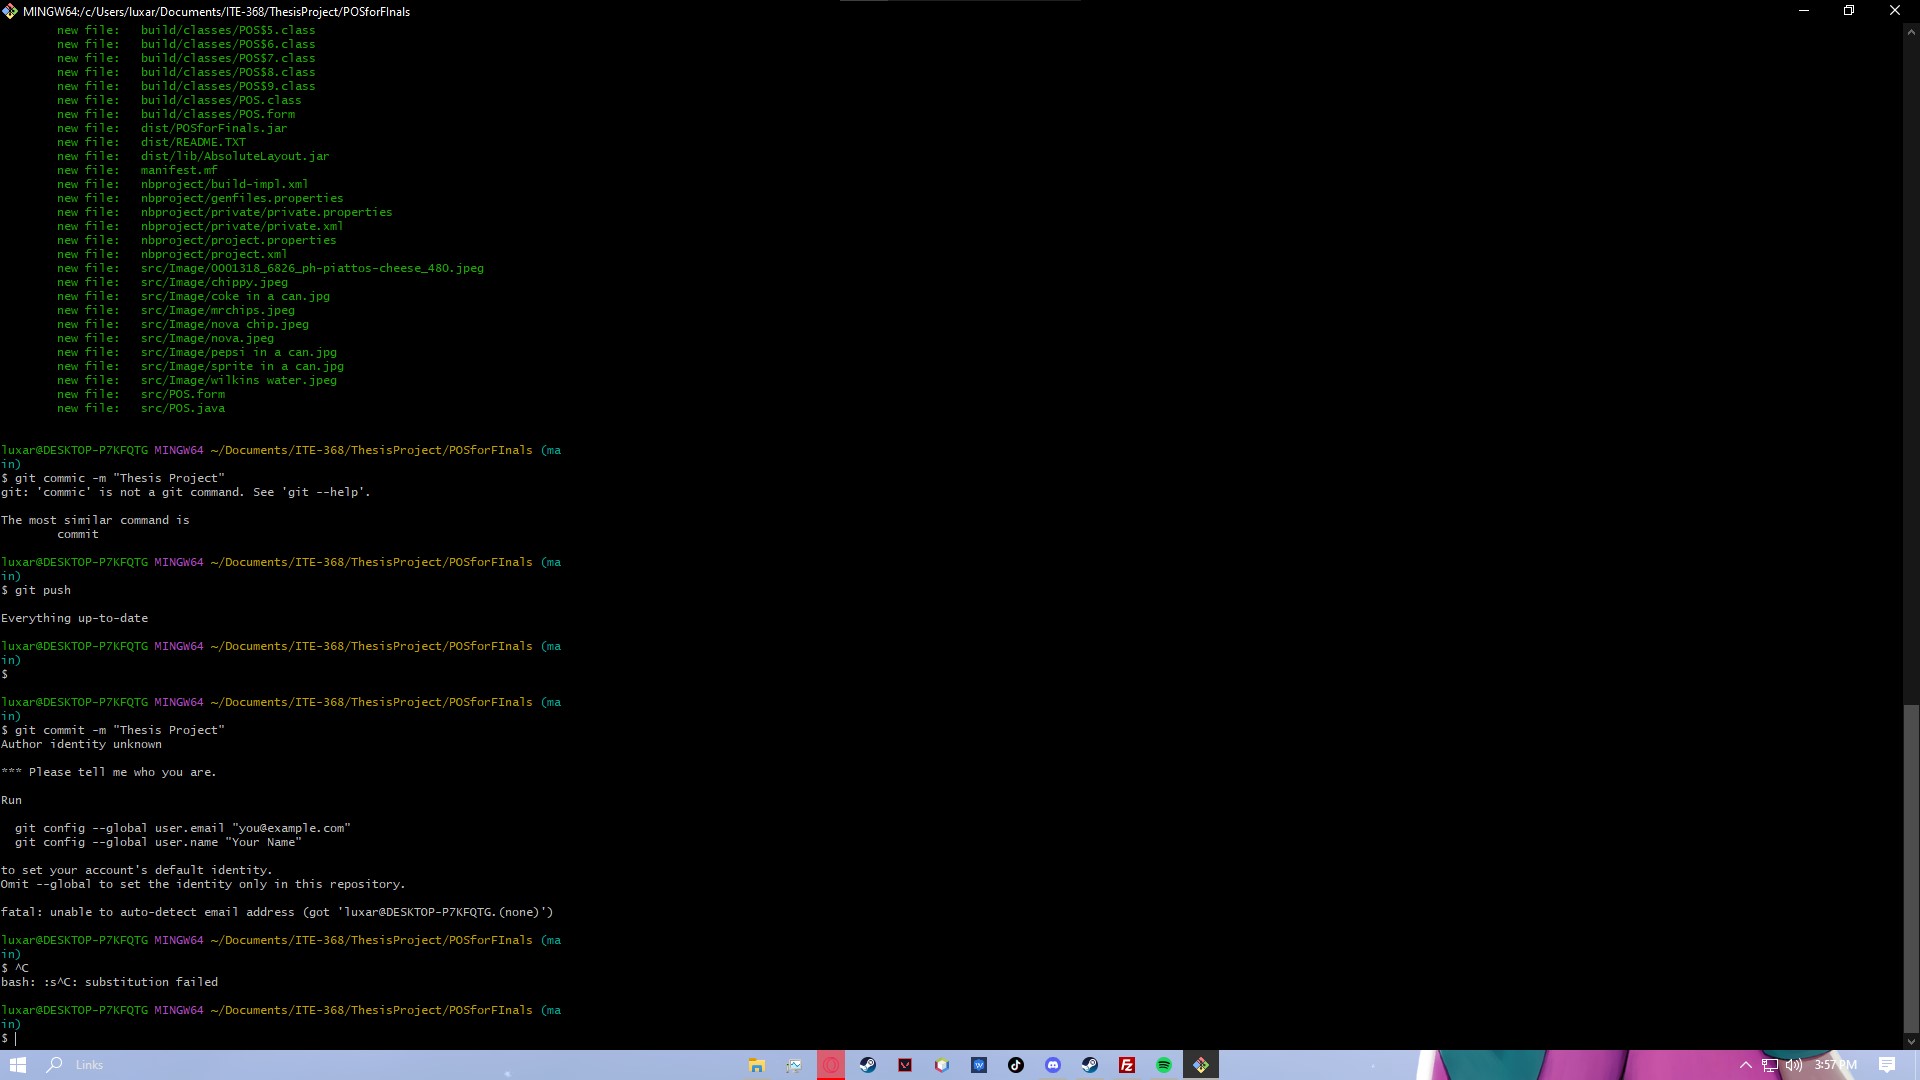 MINGW64:/c/Users/luxar/Documents/ITE-368/ThesisProject/POSforFInals
new file:   build/classes/POS$5.class
new file:   build/classes/POS$6.class
new file:   build/classes/POS$7.class
new file:   build/classes/POS$8.class
new file:   build/classes/POS$9.class
new file:   build/classes/POS.class
new file:   build/classes/POS.form
new file:   dist/POSforFinals.jar
new file:   dist/README.TXT
new file:   dist/lib/AbsoluteLayout.jar
new file:   manifest.mf
new file:   nbproject/build-impl.xml
new file:   nbproject/genfiles.properties
new file:   nbproject/private/private.properties
new file:   nbproject/private/private.xml
new file:   nbproject/project.properties
new file:   nbproject/project.xml
new file:   src/Image/0001318_6826_ph-piattos-cheese_480.jpeg
new file:   src/Image/chippy.jpeg
new file:   src/Image/coke in a can.jpg
new file:   src/Image/mrchips.jpeg
new file:   src/Image/nova chip.jpeg
new file:   src/Image/nova.jpeg
new file:   src/Image/pepsi in a can.jpg
new file:   src/Image/sprite in a can.jpg
new file:   src/Image/wilkins water.jpeg
new file:   src/POS.form
new file:   src/POS.java
luxar@DESKTOP-P7KFQTG MINGW64 ~/Documents/ITE-368/ThesisProject/POSforFInals (ma
in)
$ git commic -m "Thesis Project"
git: 'commic' is not a git command. See 'git --help'.
The most similar command is
commit
luxar@DESKTOP-P7KFQTG MINGW64 ~/Documents/ITE-368/ThesisProject/POSforFInals (ma
in)
$ git push
Everything up-to-date
luxar@DESKTOP-P7KFQTG MINGW64 ~/Documents/ITE-368/ThesisProject/POSforFInals (ma
in)
$
luxar@DESKTOP-P7KFQTG MINGW64 ~/Documents/ITE-368/ThesisProject/POSforFInals (ma
in)
$ git commit -m "Thesis Project"
Author identity unknown
*** Please tell me who you are.
Run
git config --global user.email "you@example.com"
git config --global user.name "Your Name"
to set your account's default identity.
Omit --global to set the identity only in this repository.
fatal: unable to auto-detect email address (got 'luxar@DESKTOP-P7KFQTG.(none)')
luxar@DESKTOP-P7KFQTG MINGW64 ~/Documents/ITE-368/ThesisProject/POSforFInals (ma
in)
$ ^C
bash: :s^C: substitution failed
luxar@DESKTOP-P7KFQTG MINGW64 ~/Documents/ITE-368/ThesisProject/POSforFInals (ma
in)
$
Links
3:57 PM